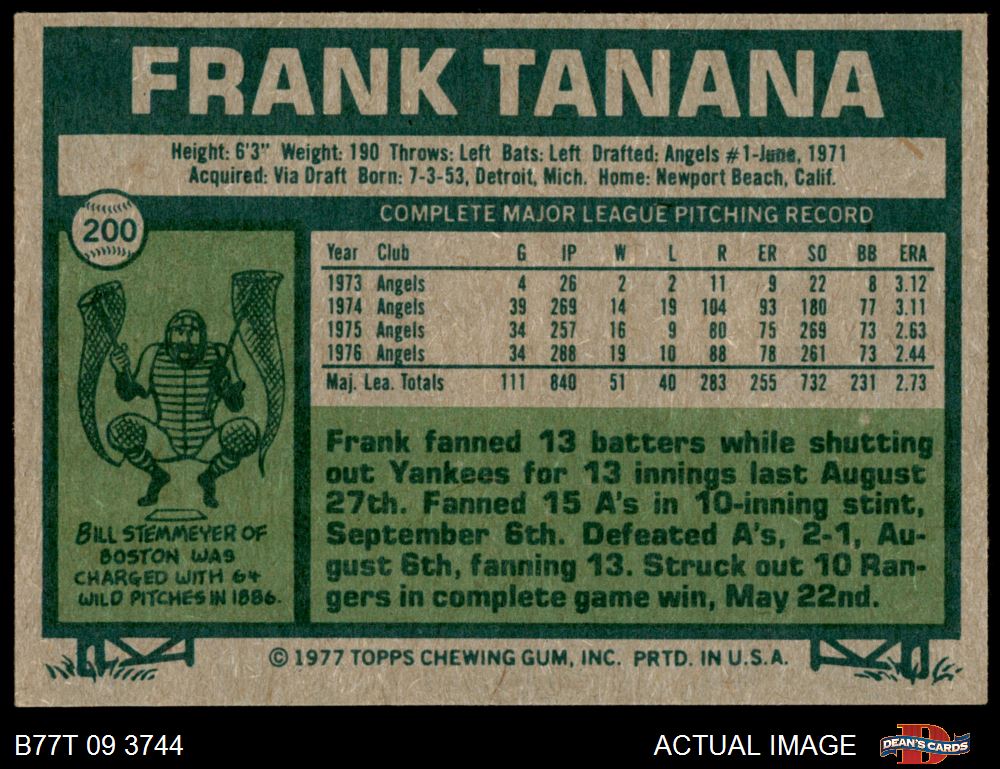 FRANK TANANA
Height: 6'3" Weight: 190 Throws: Left Bats: Left Drafted: Angels #1-June, 1971
Acquired: Via Draft Born: 7-3-53, Detroit, Mich. Home: Newport Beach, Calif.
200
COMPLETE MAJOR LEAGUE PITCHING RECORD
Year Club G IP W L R ER SO BB ERA
1973 Angels 4 26 2 2 11 9 22 8 3.12
1974 Angels 39 269 14 19 104 93 180 77 3.11
1975 Angels 34 257 16 9 80 75 269 73 2.63
1976 Angels 34 288 19 10 88 78 261 73 2.44
Maj. Lea. Totals 111 840 51 40 283 255 732 231 2.73
BILL STEMMEYER OF
BOSTON WAS
CHARGED WITH 64
WILD PITCHES IN 1886.
Frank fanned 13 batters while shutting
out Yankees for 13 innings last August
27th. Fanned 15 A's in 10-inning stint,
September 6th. Defeated A's, 2-1, Au-
gust 6th, fanning 13. Struck out 10 Ran-
gers in complete game win, May 22nd.
© 1977 TOPPS CHEWING GUM, INC. PRTD. IN U.S.A.
B77T 09 3744
ACTUAL IMAGE
DEAN'S CARDS